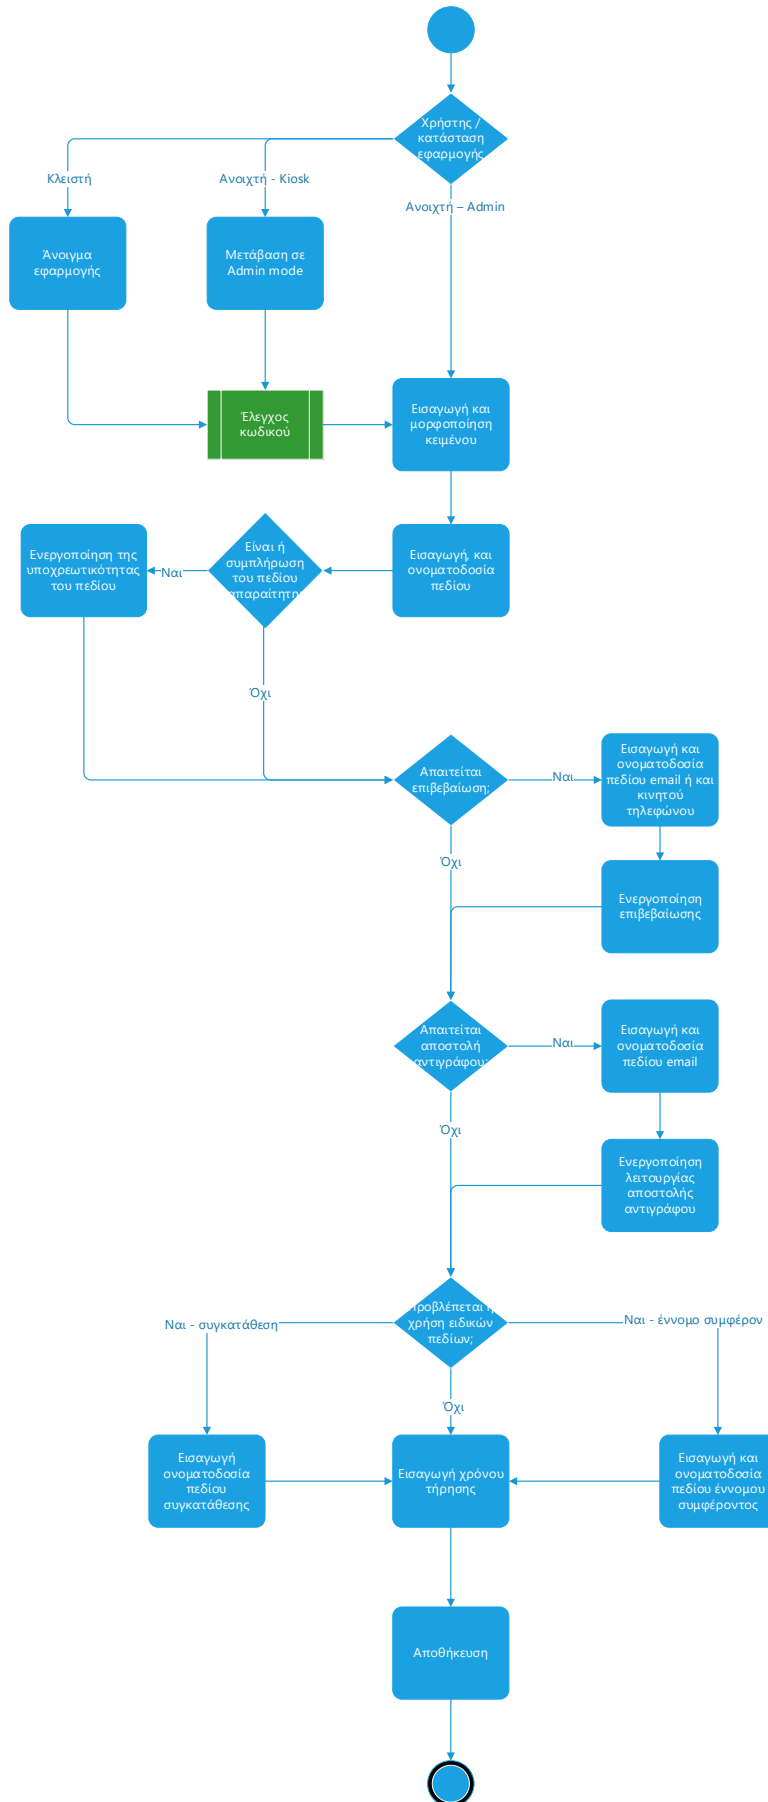 Χρήστης /
κατάσταση
εφαρμογής
Κλειστή
Ανοιχτή - Kiosk
Ανοιχτή – Admin
Άνοιγμα
εφαρμογής
Μετάβαση σε
Admin mode
Έλεγχος
κωδικού
Εισαγωγή και
μορφοποίηση
κειμένου
Ενεργοποίηση της
υποχρεωτικότητας
του πεδίου
Ναι
Είναι ή
συμπλήρωση
του πεδίου
απαραίτητη;
Εισαγωγή, και
ονοματοδοσία
πεδίου
Όχι
Απαιτείται
επιβεβαίωση;
Ναι
Εισαγωγή και
ονοματοδοσία
πεδίου email ή και
κινητού
τηλεφώνου
Όχι
Ενεργοποίηση
επιβεβαίωσης
Απαιτείται
αποστολή
αντιγράφου;
Ναι
Εισαγωγή και
ονοματοδοσία
πεδίου email
Όχι
Ενεργοποίηση
λειτουργίας
αποστολής
αντιγράφου
Προβλέπεται η
χρήση ειδικών
πεδίων;
Ναι - συγκατάθεση
Ναι - έννομο συμφέρον
Όχι
Εισαγωγή
ονοματοδοσία
πεδίου
συγκατάθεσης
Εισαγωγή χρόνου
τήρησης
Εισαγωγή και
ονοματοδοσία
πεδίου έννομου
συμφέροντος
Αποθήκευση